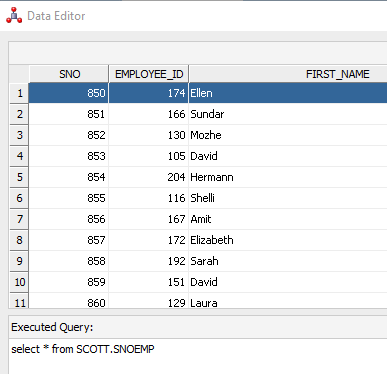 Data Editor
SNO EMPLOYEE_ID FIRST_NAME
1 850 174 Ellen
2 851 166 Sundar
3 852 130 Mozhe
4 853 105 David
5 854 204 Hermann
6 855 116 Shelli
7 856 167 Amit
8 857 172 Elizabeth
9 858 192 Sarah
10 859 151 David
11 860 129 Laura
Executed Query:
select * from SCOTT.SNOEMP